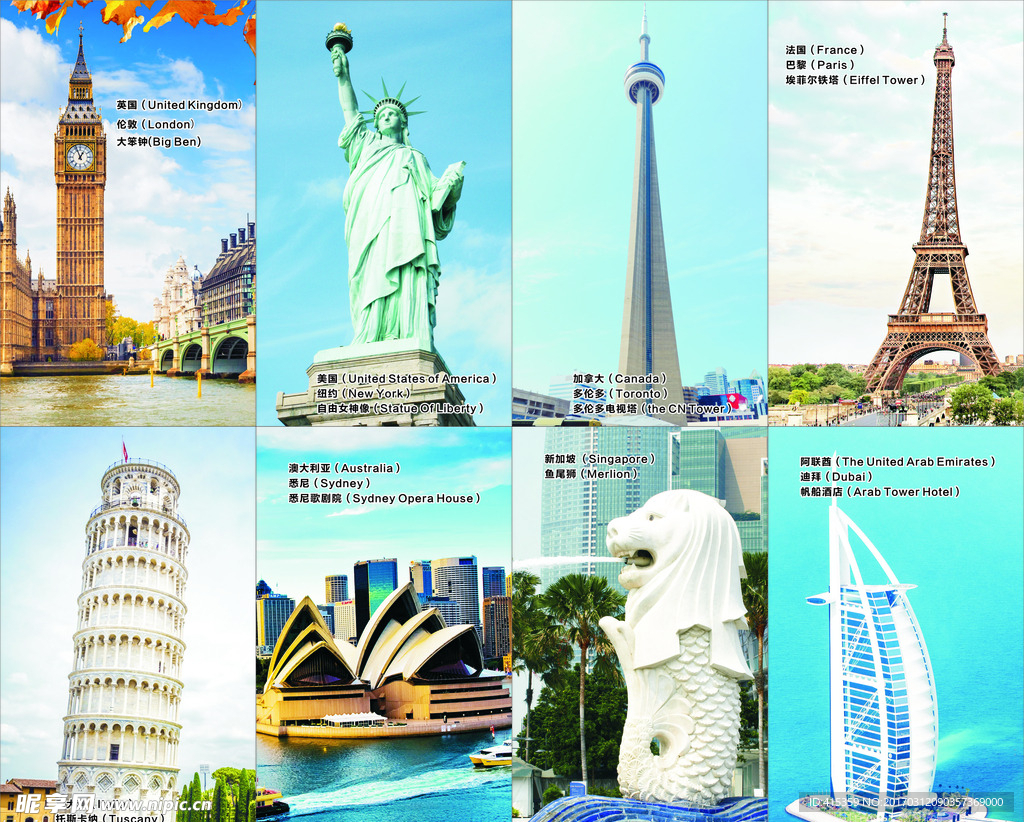 英国（United Kingdom）
伦敦（London）
大笨钟(Big Ben)
美国（United States of America）
纽约（New York）
自由女神像（Statue Of Liberty）
加拿大（Canada）
多伦多（Toronto）
多伦多电视塔（the CN Tower）
法国（France）
巴黎（Paris）
埃菲尔铁塔（Eiffel Tower）
托斯卡纳（Tuscany）
昵享网 www.nipic.com
澳大利亚（Australia）
悉尼（Sydney）
悉尼歌剧院（Sydney Opera House）
新加坡（Singapore）
鱼尾狮（Merlion）
阿联酋（The United Arab Emirates）
迪拜（Dubai）
帆船酒店（Arab Tower Hotel）
ID:415359 NO:20170312090357369000